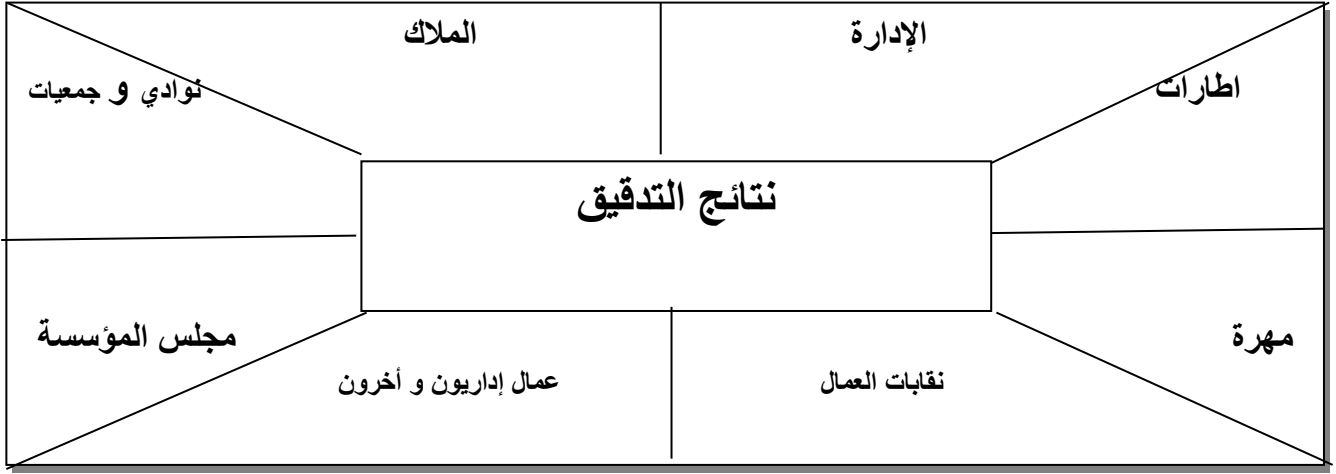 الإدارة
الملاك
اطارات
نوادي و جمعيات
نتائج التدقيق
مهرة
مجلس المؤسسة
نقابات العمال
عمال إداريون و أخرون